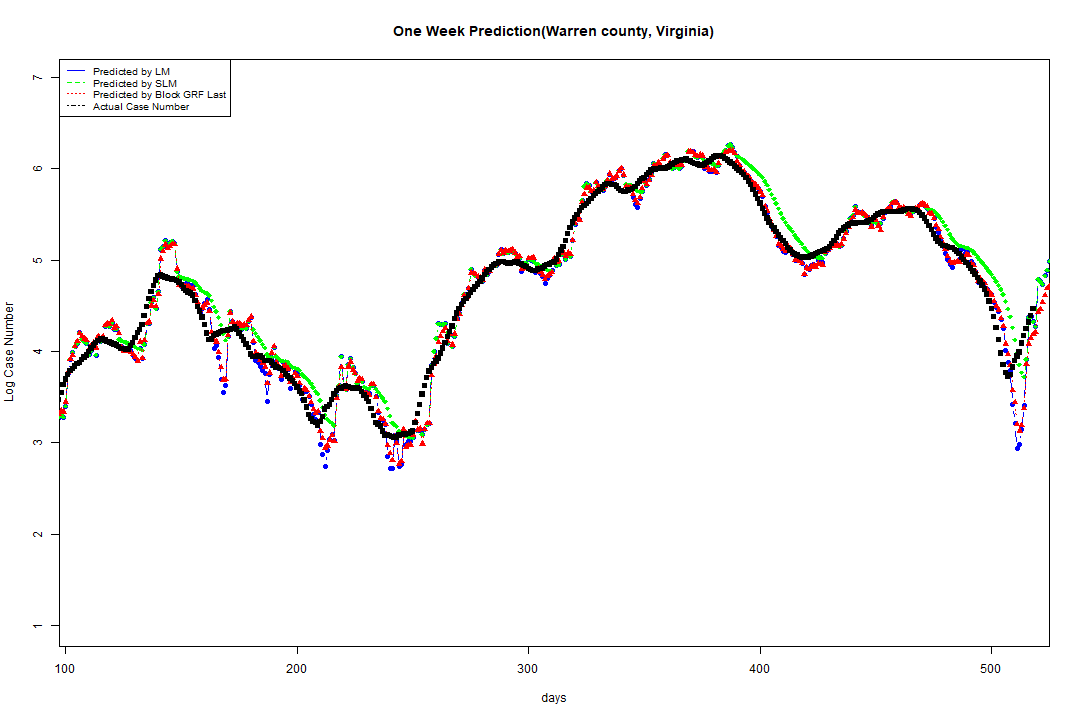 One Week Prediction(Warren county, Virginia)
Predicted by LM
Predicted by SLM
Predicted by Block GRF Last
Actual Case Number
7
6
5
4
3
2
1
Log Case Number
100 200 300 400 500
days